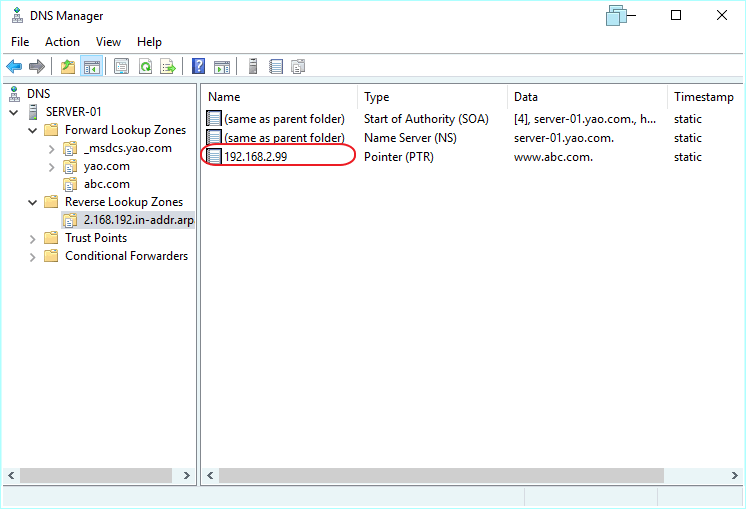 DNS Manager
File Action View Help
DNS
SERVER-01
Forward Lookup Zones
_msdcs.yao.com
yao.com
abc.com
Reverse Lookup Zones
2.168.192.in-addr.arp
Trust Points
Conditional Forwarders
Name Type Data Timestamp
(same as parent folder) Start of Authority (SOA) [4], server-01.yao.com., h... static
(same as parent folder) Name Server (NS) server-01.yao.com. static
192.168.2.99 Pointer (PTR) www.abc.com. static